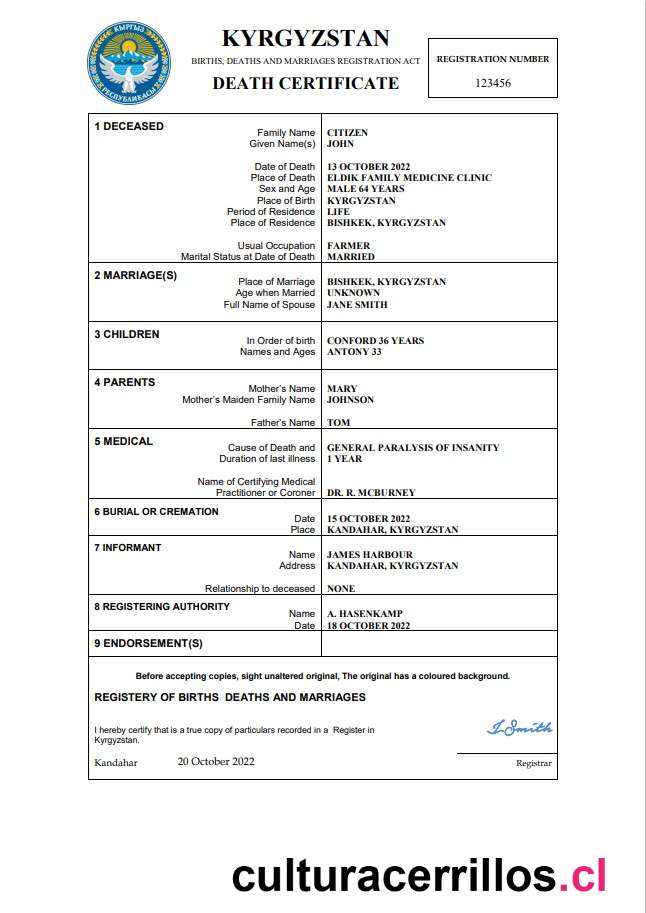 КЫРГЫЗ
РЕСПУБЛИКАСЫ
KYRGYZSTAN
BIRTHS, DEATHS AND MARRIAGES REGISTRATION ACT
DEATH CERTIFICATE
REGISTRATION NUMBER
123456
1 DECEASED
Family Name CITIZEN
Given Name(s) JOHN
Date of Death 13 OCTOBER 2022
Place of Death ELDIK FAMILY MEDICINE CLINIC
Sex and Age MALE 64 YEARS
Place of Birth KYRGYZSTAN
Period of Residence LIFE
Place of Residence BISHKEK, KYRGYZSTAN
Usual Occupation FARMER
Marital Status at Date of Death MARRIED
2 MARRIAGE(S)
Place of Marriage BISHKEK, KYRGYZSTAN
Age when Married UNKNOWN
Full Name of Spouse JANE SMITH
3 CHILDREN
In Order of birth CONFORD 36 YEARS
Names and Ages ANTONY 33
4 PARENTS
Mother's Name MARY
Mother's Maiden Family Name JOHNSON
Father's Name TOM
5 MEDICAL
Cause of Death and GENERAL PARALYSIS OF INSANITY
Duration of last illness 1 YEAR
Name of Certifying Medical
Practitioner or Coroner DR. R. MCBURNEY
6 BURIAL OR CREMATION
Date 15 OCTOBER 2022
Place KANDAHAR, KYRGYZSTAN
7 INFORMANT
Name JAMES HARBOUR
Address KANDAHAR, KYRGYZSTAN
Relationship to deceased NONE
8 REGISTERING AUTHORITY
Name A. HASENKAMP
Date 18 OCTOBER 2022
9 ENDORSEMENT(S)
Before accepting copies, sight unaltered original, The original has a coloured background.
REGISTERY OF BIRTHS DEATHS AND MARRIAGES
I hereby certify that is a true copy of particulars recorded in a Register in
Kyrgyzstan.
Kandahar 20 October 2022
I Smith
Registrar
culturacerrillos.cl